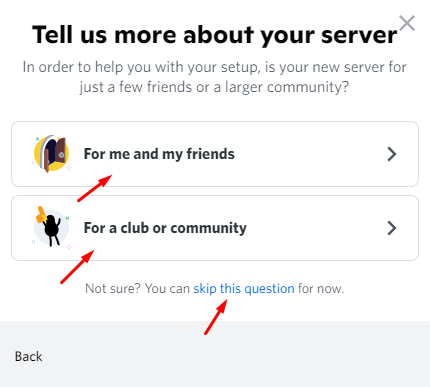 Tell us more about your server
In order to help you with your setup, is your new server for
just a few friends or a larger community?
For me and my friends
For a club or community
Not sure? You can skip this question for now.
Back